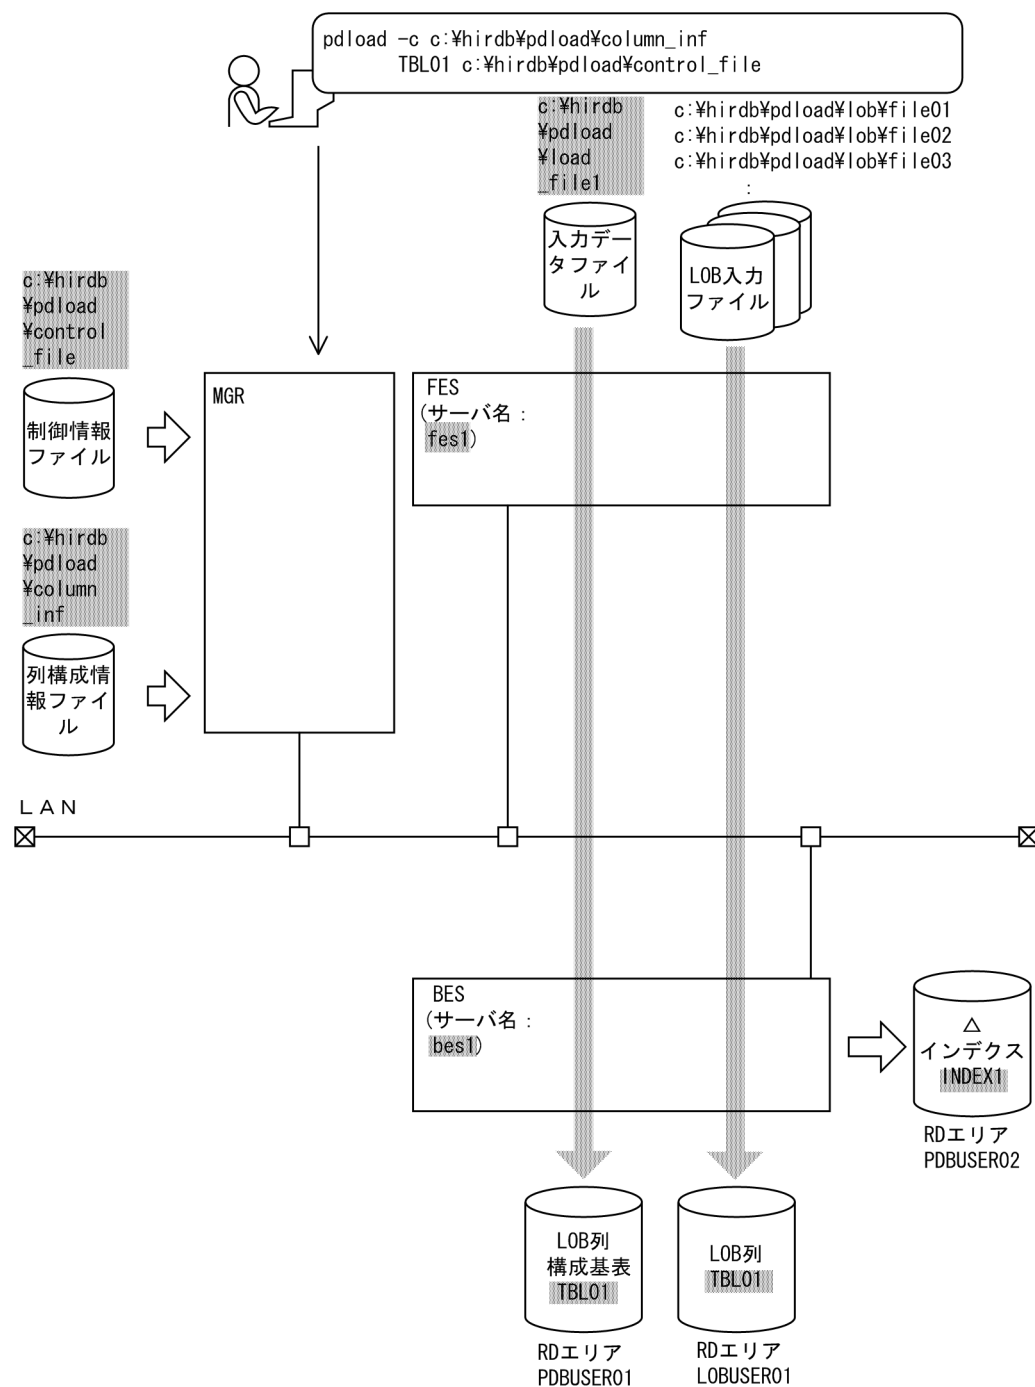 pdload -c c:¥hirdb¥pdload¥column_inf
TBL01 c:¥hirdb¥pdload¥control_file
c:¥hirdb
¥pdload
¥load
_file1
c:¥hirdb¥pdload¥lob¥file01
c:¥hirdb¥pdload¥lob¥file02
c:¥hirdb¥pdload¥lob¥file03
:
入力デー
タファイ
ル
LOB入力
ファイル
c:¥hirdb
¥pdload
¥control
_file
制御情報
ファイル
MGR
FES
(サーバ名：
fes1)
c:¥hirdb
¥pdload
¥column
_inf
列構成情
報ファイ
ル
ＬＡＮ
BES
(サーバ名：
bes1)
△
インデクス
INDEX1
RDエリア
PDBUSER02
LOB列
構成基表
TBL01
RDエリア
PDBUSER01
LOB列
TBL01
RDエリア
LOBUSER01